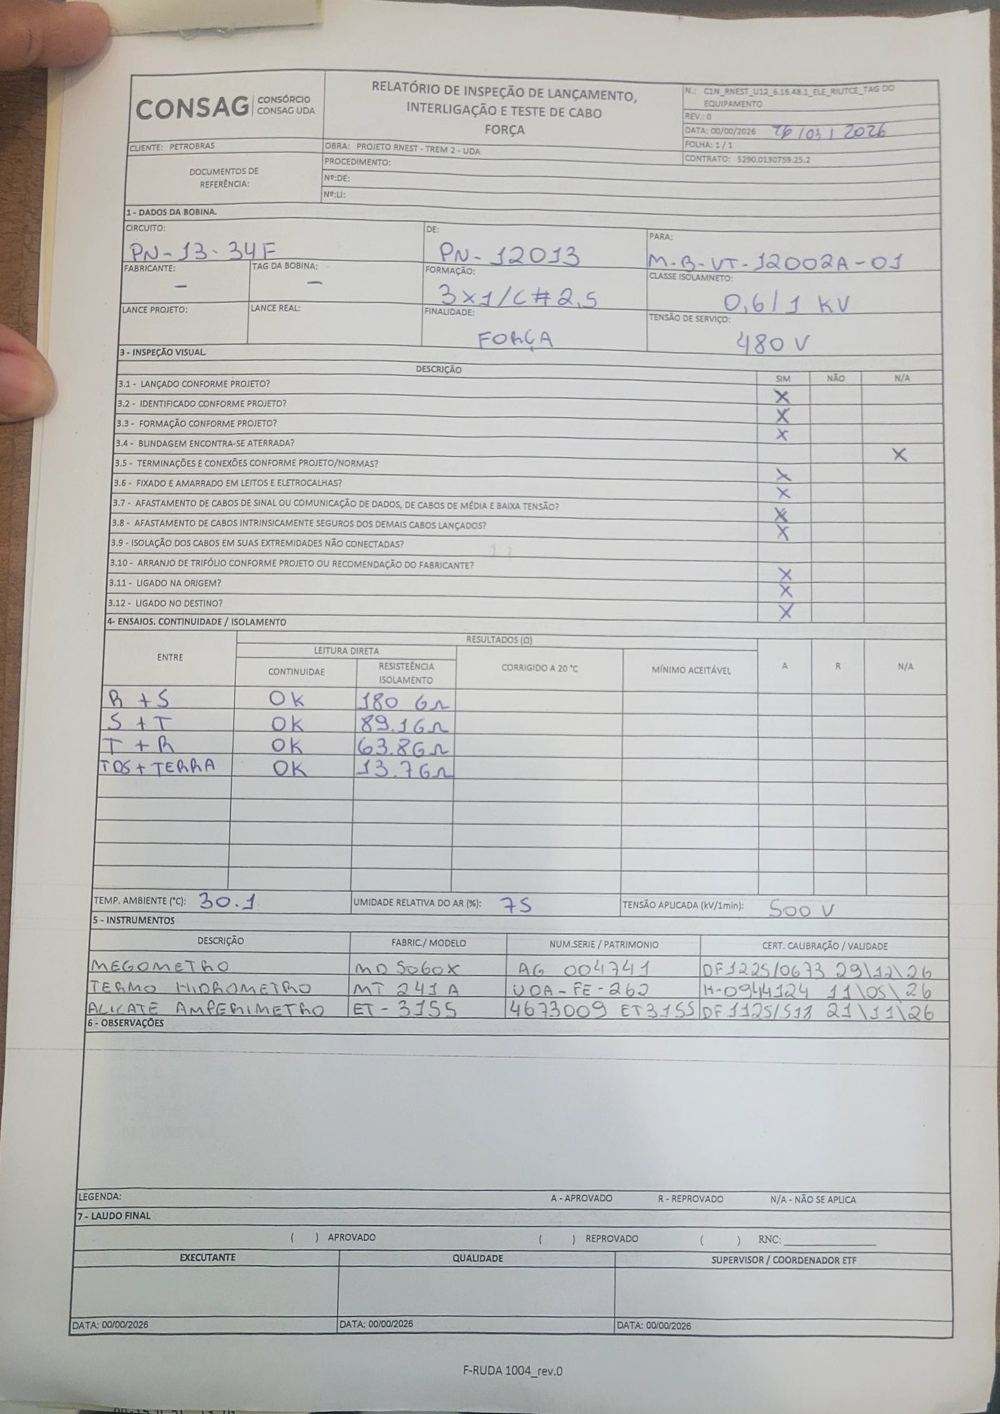 CONSAG CONSÓRCIO CONSAG UDA
RELATÓRIO DE INSPEÇÃO DE LANÇAMENTO,
INTERLIGAÇÃO E TESTE DE CABO
FORÇA
N.: C1N_RNEST_U12_6.16.48.1_ELE_RIUTCE_TAG DO
EQUIPAMENTO
REV.: 0
DATA: 00/00/2026 26/03/2026
FOLHA: 1 / 1
CLIENTE: PETROBRAS
OBRA: PROJETO RNEST - TREM 2 - UDA
CONTRATO: 5290.0130759.25.2
DOCUMENTOS DE
REFERÊNCIA:
PROCEDIMENTO:
Nº:DE:
Nº:LI:
1 - DADOS DA BOBINA.
CIRCUITO: DE: PARA:
PN-13-34F PN-12013 M-B-VT-12002A-01
FABRICANTE: TAG DA BOBINA: FORMAÇÃO: CLASSE ISOLAMNETO:
— — 3x1/C#2,5 0,6/1 KV
LANCE PROJETO: LANCE REAL: FINALIDADE: TENSÃO DE SERVIÇO:
FORÇA 480 V
3 - INSPEÇÃO VISUAL
DESCRIÇÃO SIM NÃO N/A
3.1 - LANÇADO CONFORME PROJETO? X
3.2 - IDENTIFICADO CONFORME PROJETO? X
3.3 - FORMAÇÃO CONFORME PROJETO? X
3.4 - BLINDAGEM ENCONTRA-SE ATERRADA? X
3.5 - TERMINAÇÕES E CONEXÕES CONFORME PROJETO/NORMAS? X
3.6 - FIXADO E AMARRADO EM LEITOS E ELETROCALHAS? X
3.7 - AFASTAMENTO DE CABOS DE SINAL OU COMUNICAÇÃO DE DADOS, DE CABOS DE MÉDIA E BAIXA TENSÃO? X
3.8 - AFASTAMENTO DE CABOS INTRINSICAMENTE SEGUROS DOS DEMAIS CABOS LANÇADOS? X
3.9 - ISOLAÇÃO DOS CABOS EM SUAS EXTREMIDADES NÃO CONECTADAS?
3.10 - ARRANJO DE TRIFÓLIO CONFORME PROJETO OU RECOMENDAÇÃO DO FABRICANTE? X
3.11 - LIGADO NA ORIGEM? X
3.12 - LIGADO NO DESTINO? X
4- ENSAIOS. CONTINUIDADE / ISOLAMENTO
ENTRE RESULTADOS (Ω) A R N/A
LEITURA DIRETA CORRIGIDO A 20 °C MÍNIMO ACEITÁVEL
CONTINUIDAE RESISTEÊNCIA ISOLAMENTO
R + S OK 180 GΩ
S + T OK 89.1GΩ
T + R OK 63.8GΩ
TDS + TERRA OK 13.7GΩ
TEMP. AMBIENTE (°C): 30.1 UMIDADE RELATIVA DO AR (%): 75 TENSÃO APLICADA (kV/1min): 500 V
5 - INSTRUMENTOS
DESCRIÇÃO FABRIC./ MODELO NUM.SERIE / PATRIMONIO CERT. CALIBRAÇÃO / VALIDADE
MEGOMETRO MD 5060X AG 004741 DF1225/0673 29\12\26
TERMO HIDROMETRO MT 241A UDA-FE-262 H-0944124 11\05\26
ALICATE AMPERIMETRO ET-3155 4673009 ET3155 DF1125/518 21\11\26
6 - OBSERVAÇÕES
LEGENDA: A - APROVADO R - REPROVADO N/A - NÃO SE APLICA
7 - LAUDO FINAL
( ) APROVADO ( ) REPROVADO ( ) RNC:
EXECUTANTE QUALIDADE SUPERVISOR / COORDENADOR ETF
DATA: 00/00/2026 DATA: 00/00/2026 DATA: 00/00/2026
F-RUDA 1004_rev.0